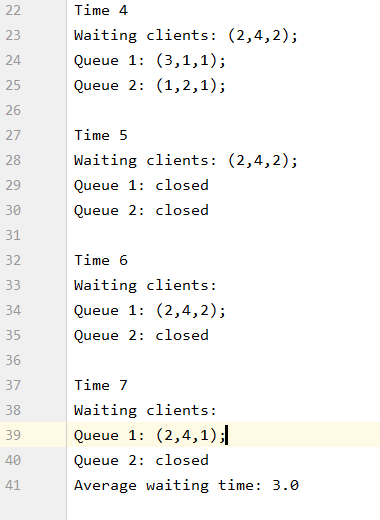 22 Time 4
23 Waiting clients: (2,4,2);
24 Queue 1: (3,1,1);
25 Queue 2: (1,2,1);
26
27 Time 5
28 Waiting clients: (2,4,2);
29 Queue 1: closed
30 Queue 2: closed
31
32 Time 6
33 Waiting clients:
34 Queue 1: (2,4,2);
35 Queue 2: closed
36
37 Time 7
38 Waiting clients:
39 Queue 1: (2,4,1);
40 Queue 2: closed
41 Average waiting time: 3.0